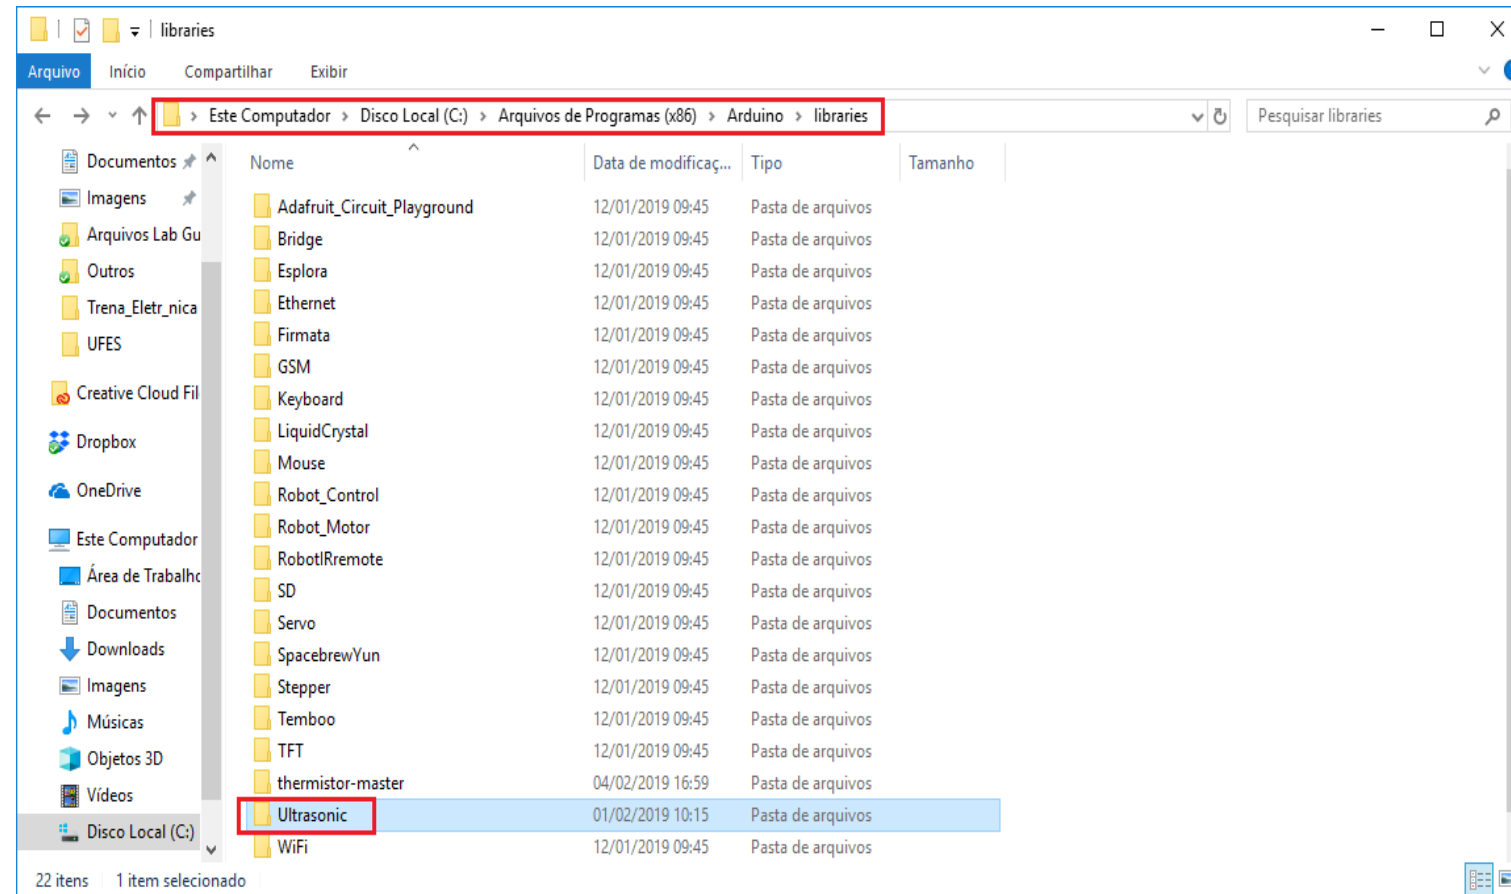 libraries
Arquivo Início Compartilhar Exibir
Este Computador > Disco Local (C:) > Arquivos de Programas (x86) > Arduino > libraries
Pesquisar libraries
Documentos
Imagens
Arquivos Lab Gu
Outros
Trena_Eletr_nica
UFES
Creative Cloud Fil
Dropbox
OneDrive
Este Computador
Área de Trabalho
Documentos
Downloads
Imagens
Músicas
Objetos 3D
Vídeos
Disco Local (C:)
Nome Data de modificaç... Tipo Tamanho
Adafruit_Circuit_Playground 12/01/2019 09:45 Pasta de arquivos
Bridge 12/01/2019 09:45 Pasta de arquivos
Esplora 12/01/2019 09:45 Pasta de arquivos
Ethernet 12/01/2019 09:45 Pasta de arquivos
Firmata 12/01/2019 09:45 Pasta de arquivos
GSM 12/01/2019 09:45 Pasta de arquivos
Keyboard 12/01/2019 09:45 Pasta de arquivos
LiquidCrystal 12/01/2019 09:45 Pasta de arquivos
Mouse 12/01/2019 09:45 Pasta de arquivos
Robot_Control 12/01/2019 09:45 Pasta de arquivos
Robot_Motor 12/01/2019 09:45 Pasta de arquivos
RobotIRremote 12/01/2019 09:45 Pasta de arquivos
SD 12/01/2019 09:45 Pasta de arquivos
Servo 12/01/2019 09:45 Pasta de arquivos
SpacebrewYun 12/01/2019 09:45 Pasta de arquivos
Stepper 12/01/2019 09:45 Pasta de arquivos
Temboo 12/01/2019 09:45 Pasta de arquivos
TFT 12/01/2019 09:45 Pasta de arquivos
thermistor-master 04/02/2019 16:59 Pasta de arquivos
Ultrasonic 01/02/2019 10:15 Pasta de arquivos
WiFi 12/01/2019 09:45 Pasta de arquivos
22 itens 1 item selecionado